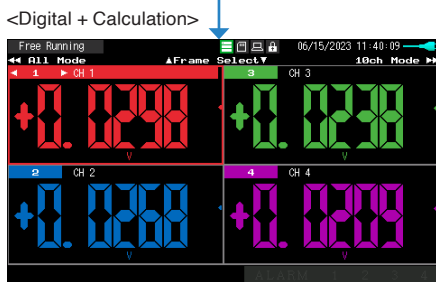 <Digital + Calculation>
Free Running 06/15/2023 11:40:09
◀◀ All Mode ▲Frame Select▼ 10ch Mode ▶▶
◀ 1 ▶ CH 1
+0.0298
V
3 CH 3
+0.0238
V
2 CH 2
+0.0268
V
4 CH 4
+0.0209
V
ALARM 1 2 3 4